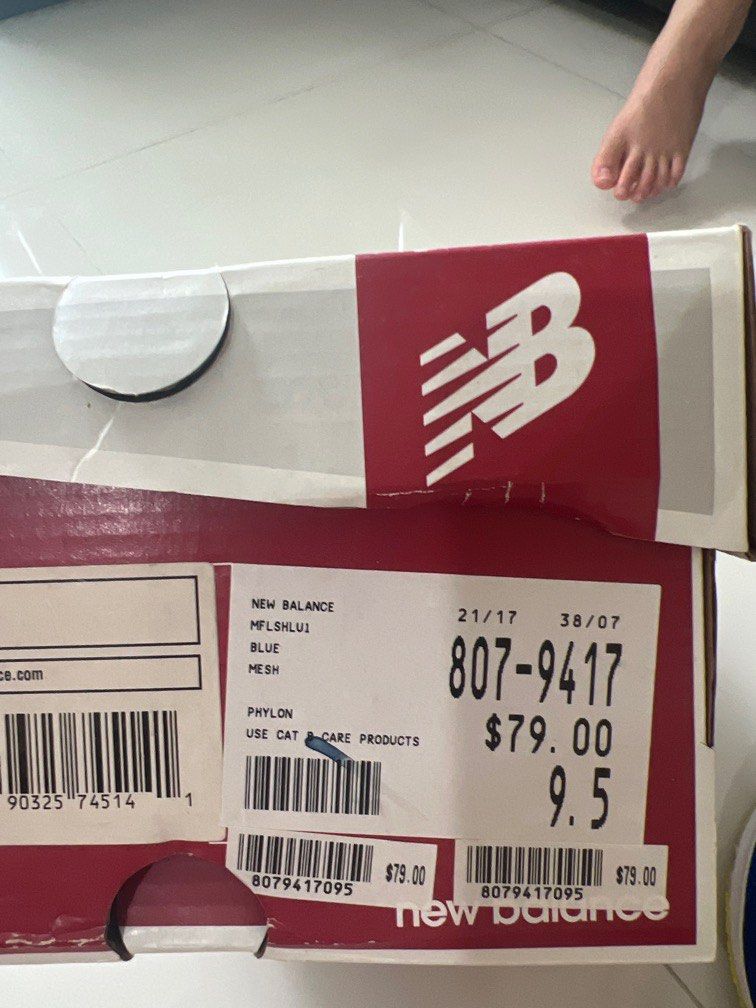 NB
NEW BALANCE
MFLSHLU1
BLUE
MESH
PHYLON
USE CAT B CARE PRODUCTS
21/17 38/07
807-9417
$79.00
9.5
ce.com
90325 74514 1
8079417095 $79.00
8079417095 $79.00
new balance